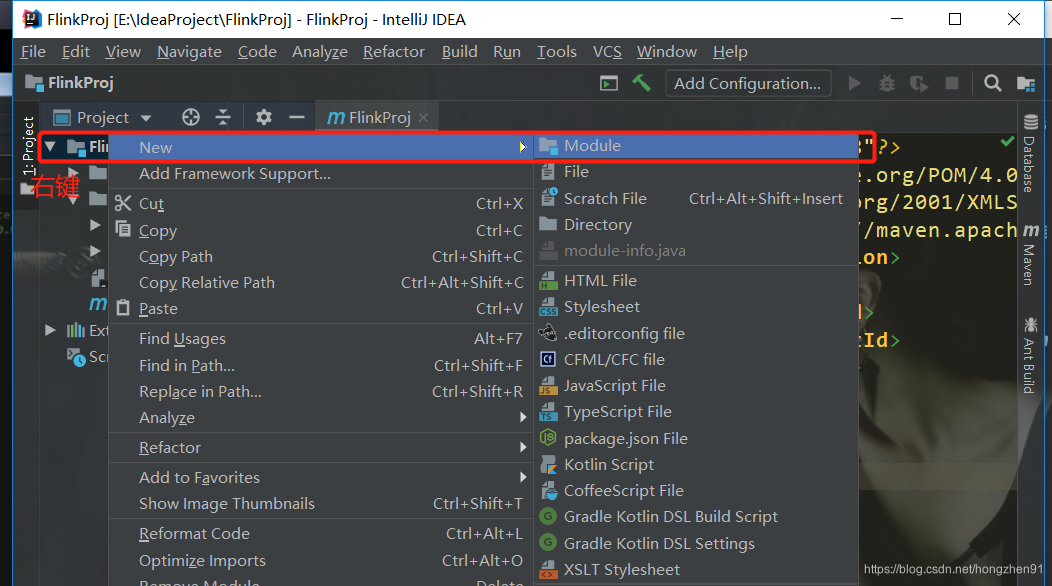 FlinkProj [E:\IdeaProject\FlinkProj] - FlinkProj - IntelliJ IDEA
File Edit View Navigate Code Analyze Refactor Build Run Tools VCS Window Help
FlinkProj
Add Configuration...
1: Project
Project
FlinkProj
Fli
右键
Ext
Scr
New
Add Framework Support...
Cut Ctrl+X
Copy Ctrl+C
Copy Path Ctrl+Shift+C
Copy Relative Path Ctrl+Alt+Shift+C
Paste Ctrl+V
Find Usages Alt+F7
Find in Path... Ctrl+Shift+F
Replace in Path... Ctrl+Shift+R
Analyze
Refactor
Add to Favorites
Show Image Thumbnails Ctrl+Shift+T
Reformat Code Ctrl+Alt+L
Optimize Imports Ctrl+Alt+O
Remove Module Delete
Module
File
Scratch File Ctrl+Alt+Shift+Insert
Directory
module-info.java
HTML File
Stylesheet
.editorconfig file
CFML/CFC file
JavaScript File
TypeScript File
package.json File
Kotlin Script
CoffeeScript File
Gradle Kotlin DSL Build Script
Gradle Kotlin DSL Settings
XSLT Stylesheet
"?>
e.org/POM/4.0
org/2001/XMLS
//maven.apach
on>
d>
tId>
Database
Maven
Ant Build
https://blog.csdn.net/hongzhen91